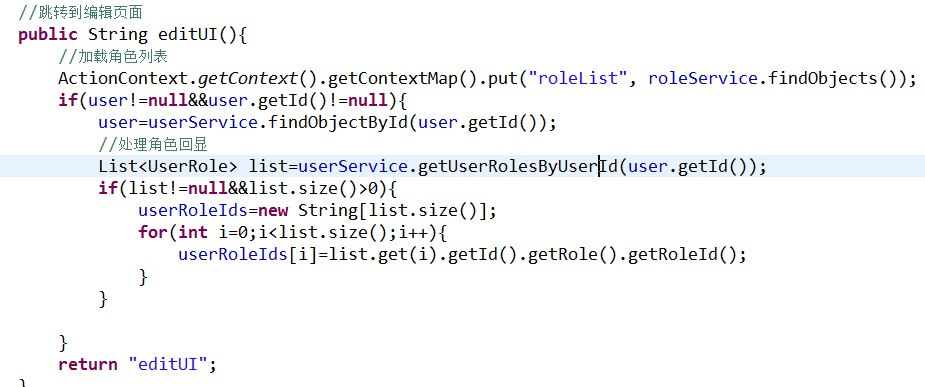 //跳转到编辑页面
public String editUI(){
//加载角色列表
ActionContext.getContext().getContextMap().put("roleList", roleService.findObjects());
if(user!=null&&user.getId()!=null){
user=userService.findObjectById(user.getId());
//处理角色回显
List<UserRole> list=userService.getUserRolesByUserId(user.getId());
if(list!=null&&list.size()>0){
userRoleIds=new String[list.size()];
for(int i=0;i<list.size();i++){
userRoleIds[i]=list.get(i).getId().getRole().getRoleId();
}
}
}
return "editUI";
}